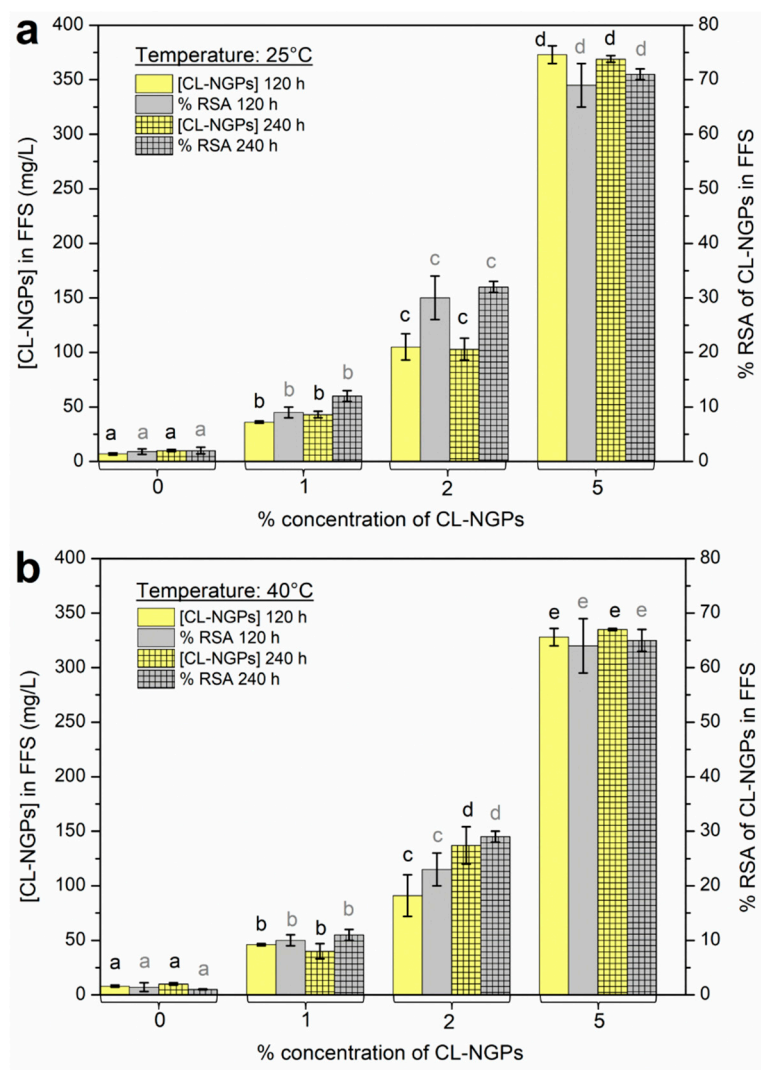 a
Temperature: 25°C
[CL-NGPs] 120 h
% RSA 120 h
[CL-NGPs] 240 h
% RSA 240 h
[CL-NGPs] in FFS (mg/L)
% RSA of CL-NGPs in FFS
400
350
300
250
200
150
100
50
0
80
70
60
50
40
30
20
10
0
a a a a
b b b b
c c c c
d d d d
0 1 2 5
% concentration of CL-NGPs
b
Temperature: 40°C
[CL-NGPs] 120 h
% RSA 120 h
[CL-NGPs] 240 h
% RSA 240 h
[CL-NGPs] in FFS (mg/L)
% RSA of CL-NGPs in FFS
400
350
300
250
200
150
100
50
0
80
70
60
50
40
30
20
10
0
a a a a
b b b b
c c d d
e e e e
0 1 2 5
% concentration of CL-NGPs